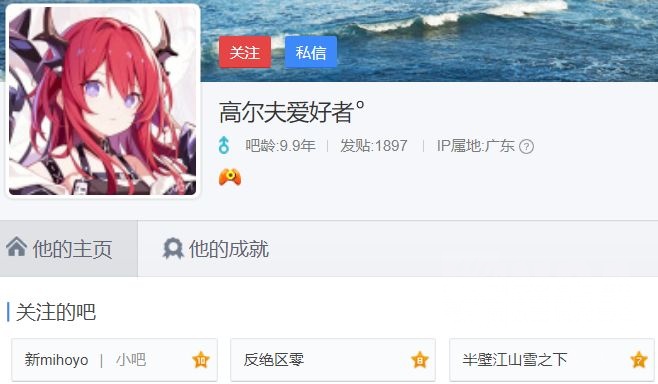 关注 私信
高尔夫爱好者°
吧龄:9.9年 | 发贴:1897 | IP属地:广东 ?
他的主页 他的成就
关注的吧
新mihoyo | 小吧 10 反绝区零 8 半壁江山雪之下 7